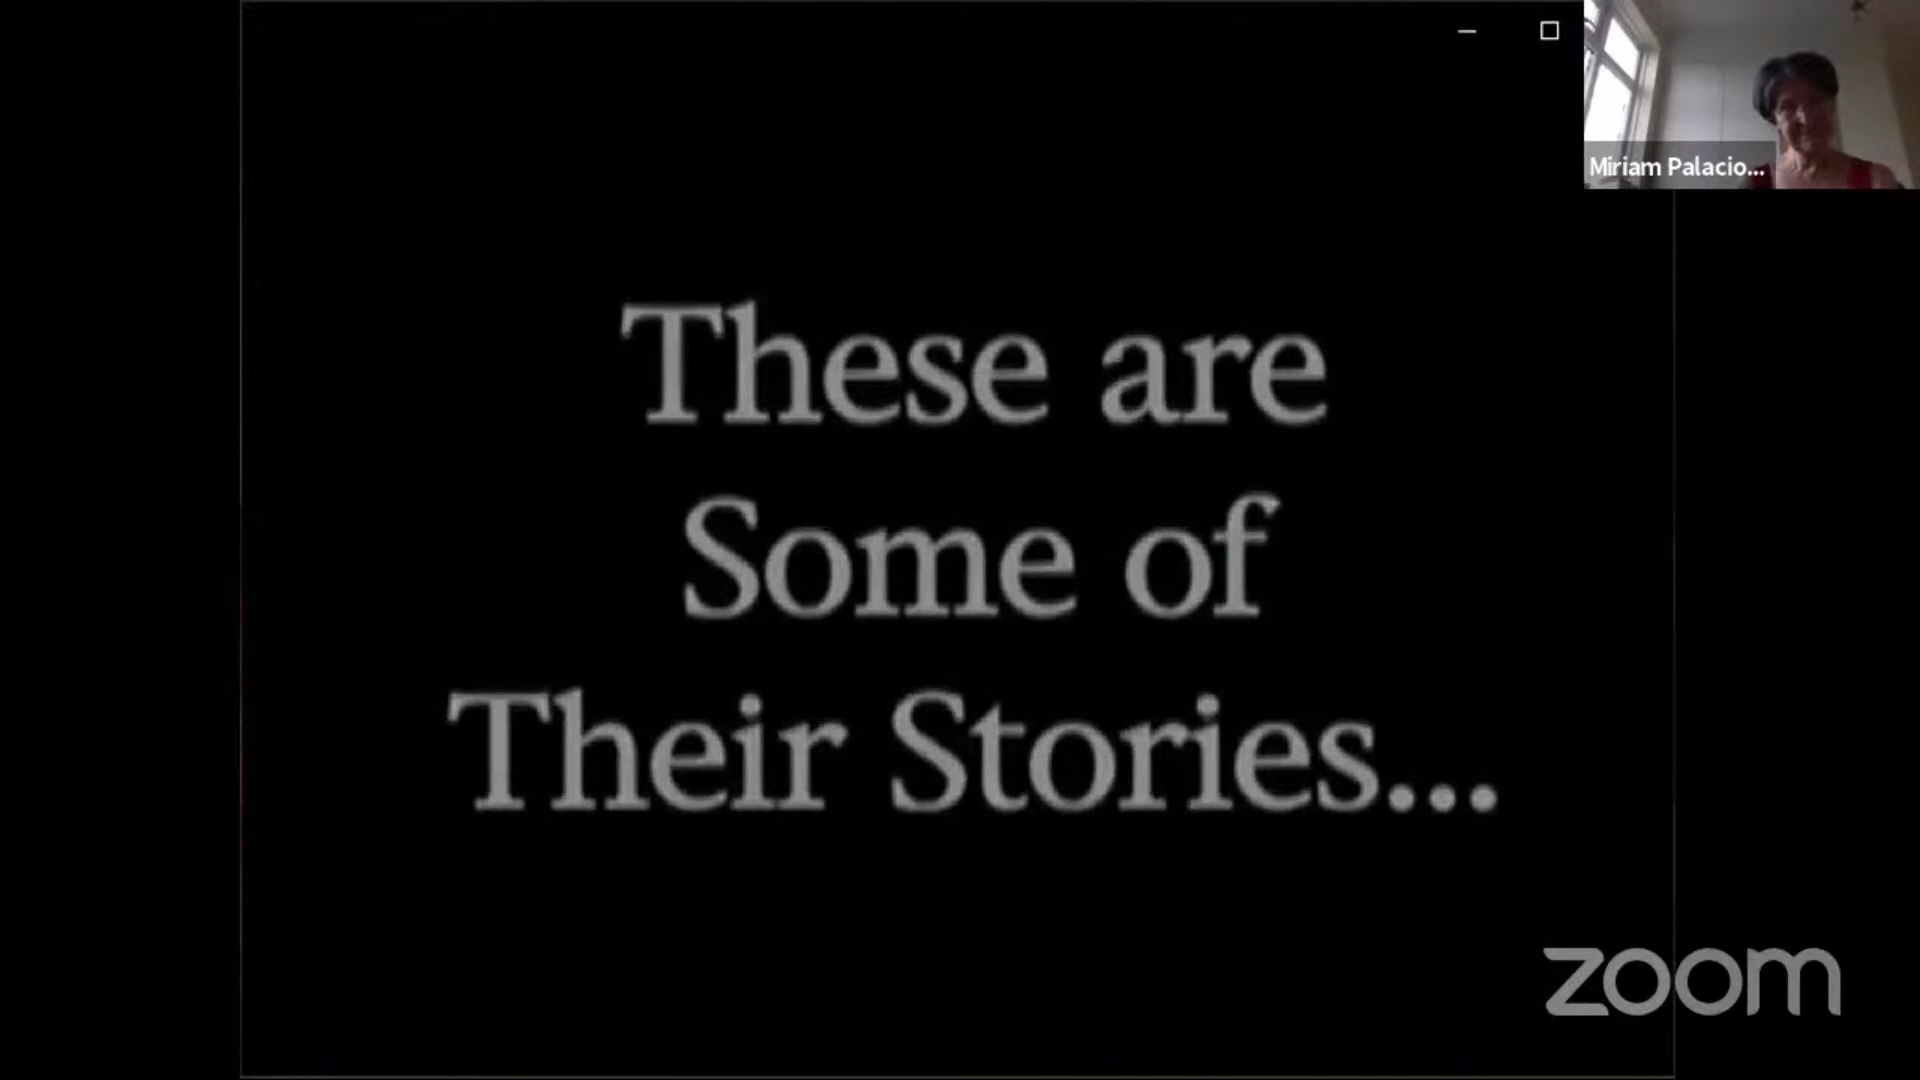 Miriam Palacio...
These are
Some of
Their Stories...
zoom